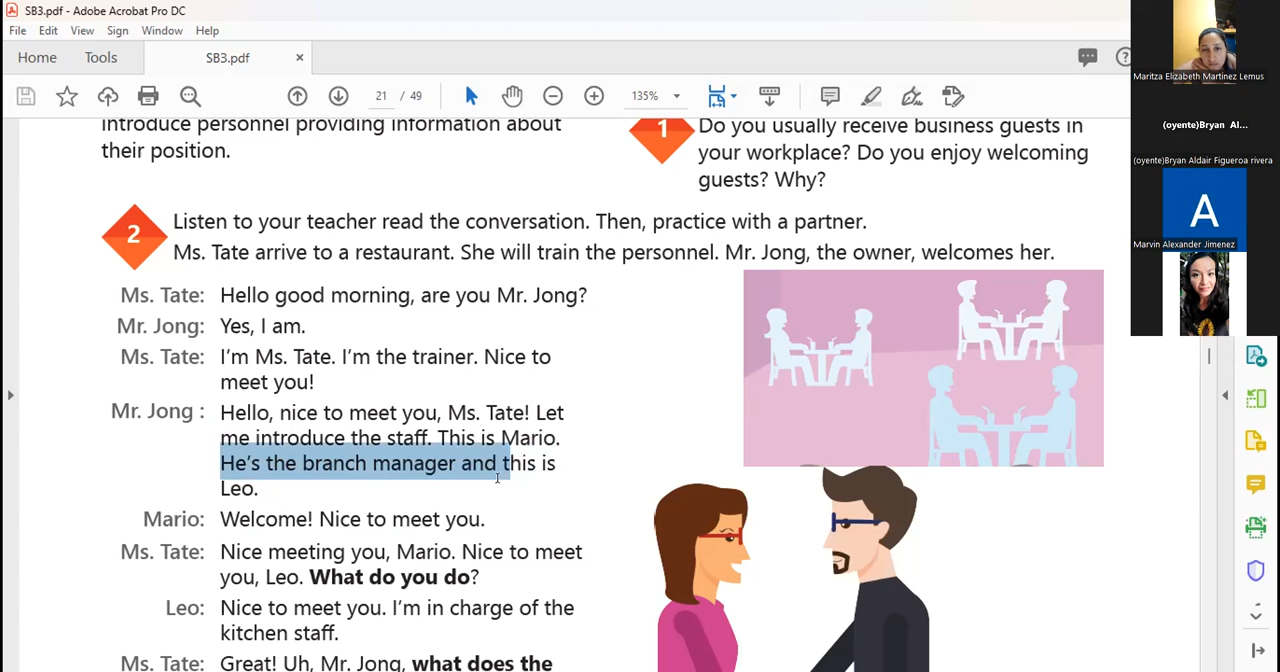 SB3.pdf - Adobe Acrobat Pro DC
File Edit View Sign Window Help
Home Tools SB3.pdf ×
21 / 49 135%
introduce personnel providing information about
their position.
1
Do you usually receive business guests in
your workplace? Do you enjoy welcoming
guests? Why?
2
Listen to your teacher read the conversation. Then, practice with a partner.
Ms. Tate arrive to a restaurant. She will train the personnel. Mr. Jong, the owner, welcomes her.
Ms. Tate: Hello good morning, are you Mr. Jong?
Mr. Jong: Yes, I am.
Ms. Tate: I'm Ms. Tate. I'm the trainer. Nice to
meet you!
Mr. Jong : Hello, nice to meet you, Ms. Tate! Let
me introduce the staff. This is Mario.
He's the branch manager and this is
Leo.
Mario: Welcome! Nice to meet you.
Ms. Tate: Nice meeting you, Mario. Nice to meet
you, Leo. What do you do?
Leo: Nice to meet you. I'm in charge of the
kitchen staff.
Ms. Tate: Great! Uh, Mr. Jong, what does the
Maritza Elizabeth Martinez Lemus
(oyente)Bryan Al...
(oyente)Bryan Aldair Figueroa rivera
A
Marvin Alexander Jimenez